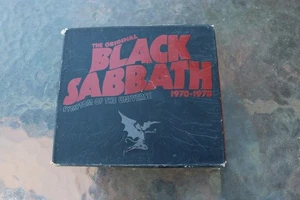 THE ORIGINAL
BLACK
SABBATH
1970-1978
SYMPTOM OF THE UNIVERSE